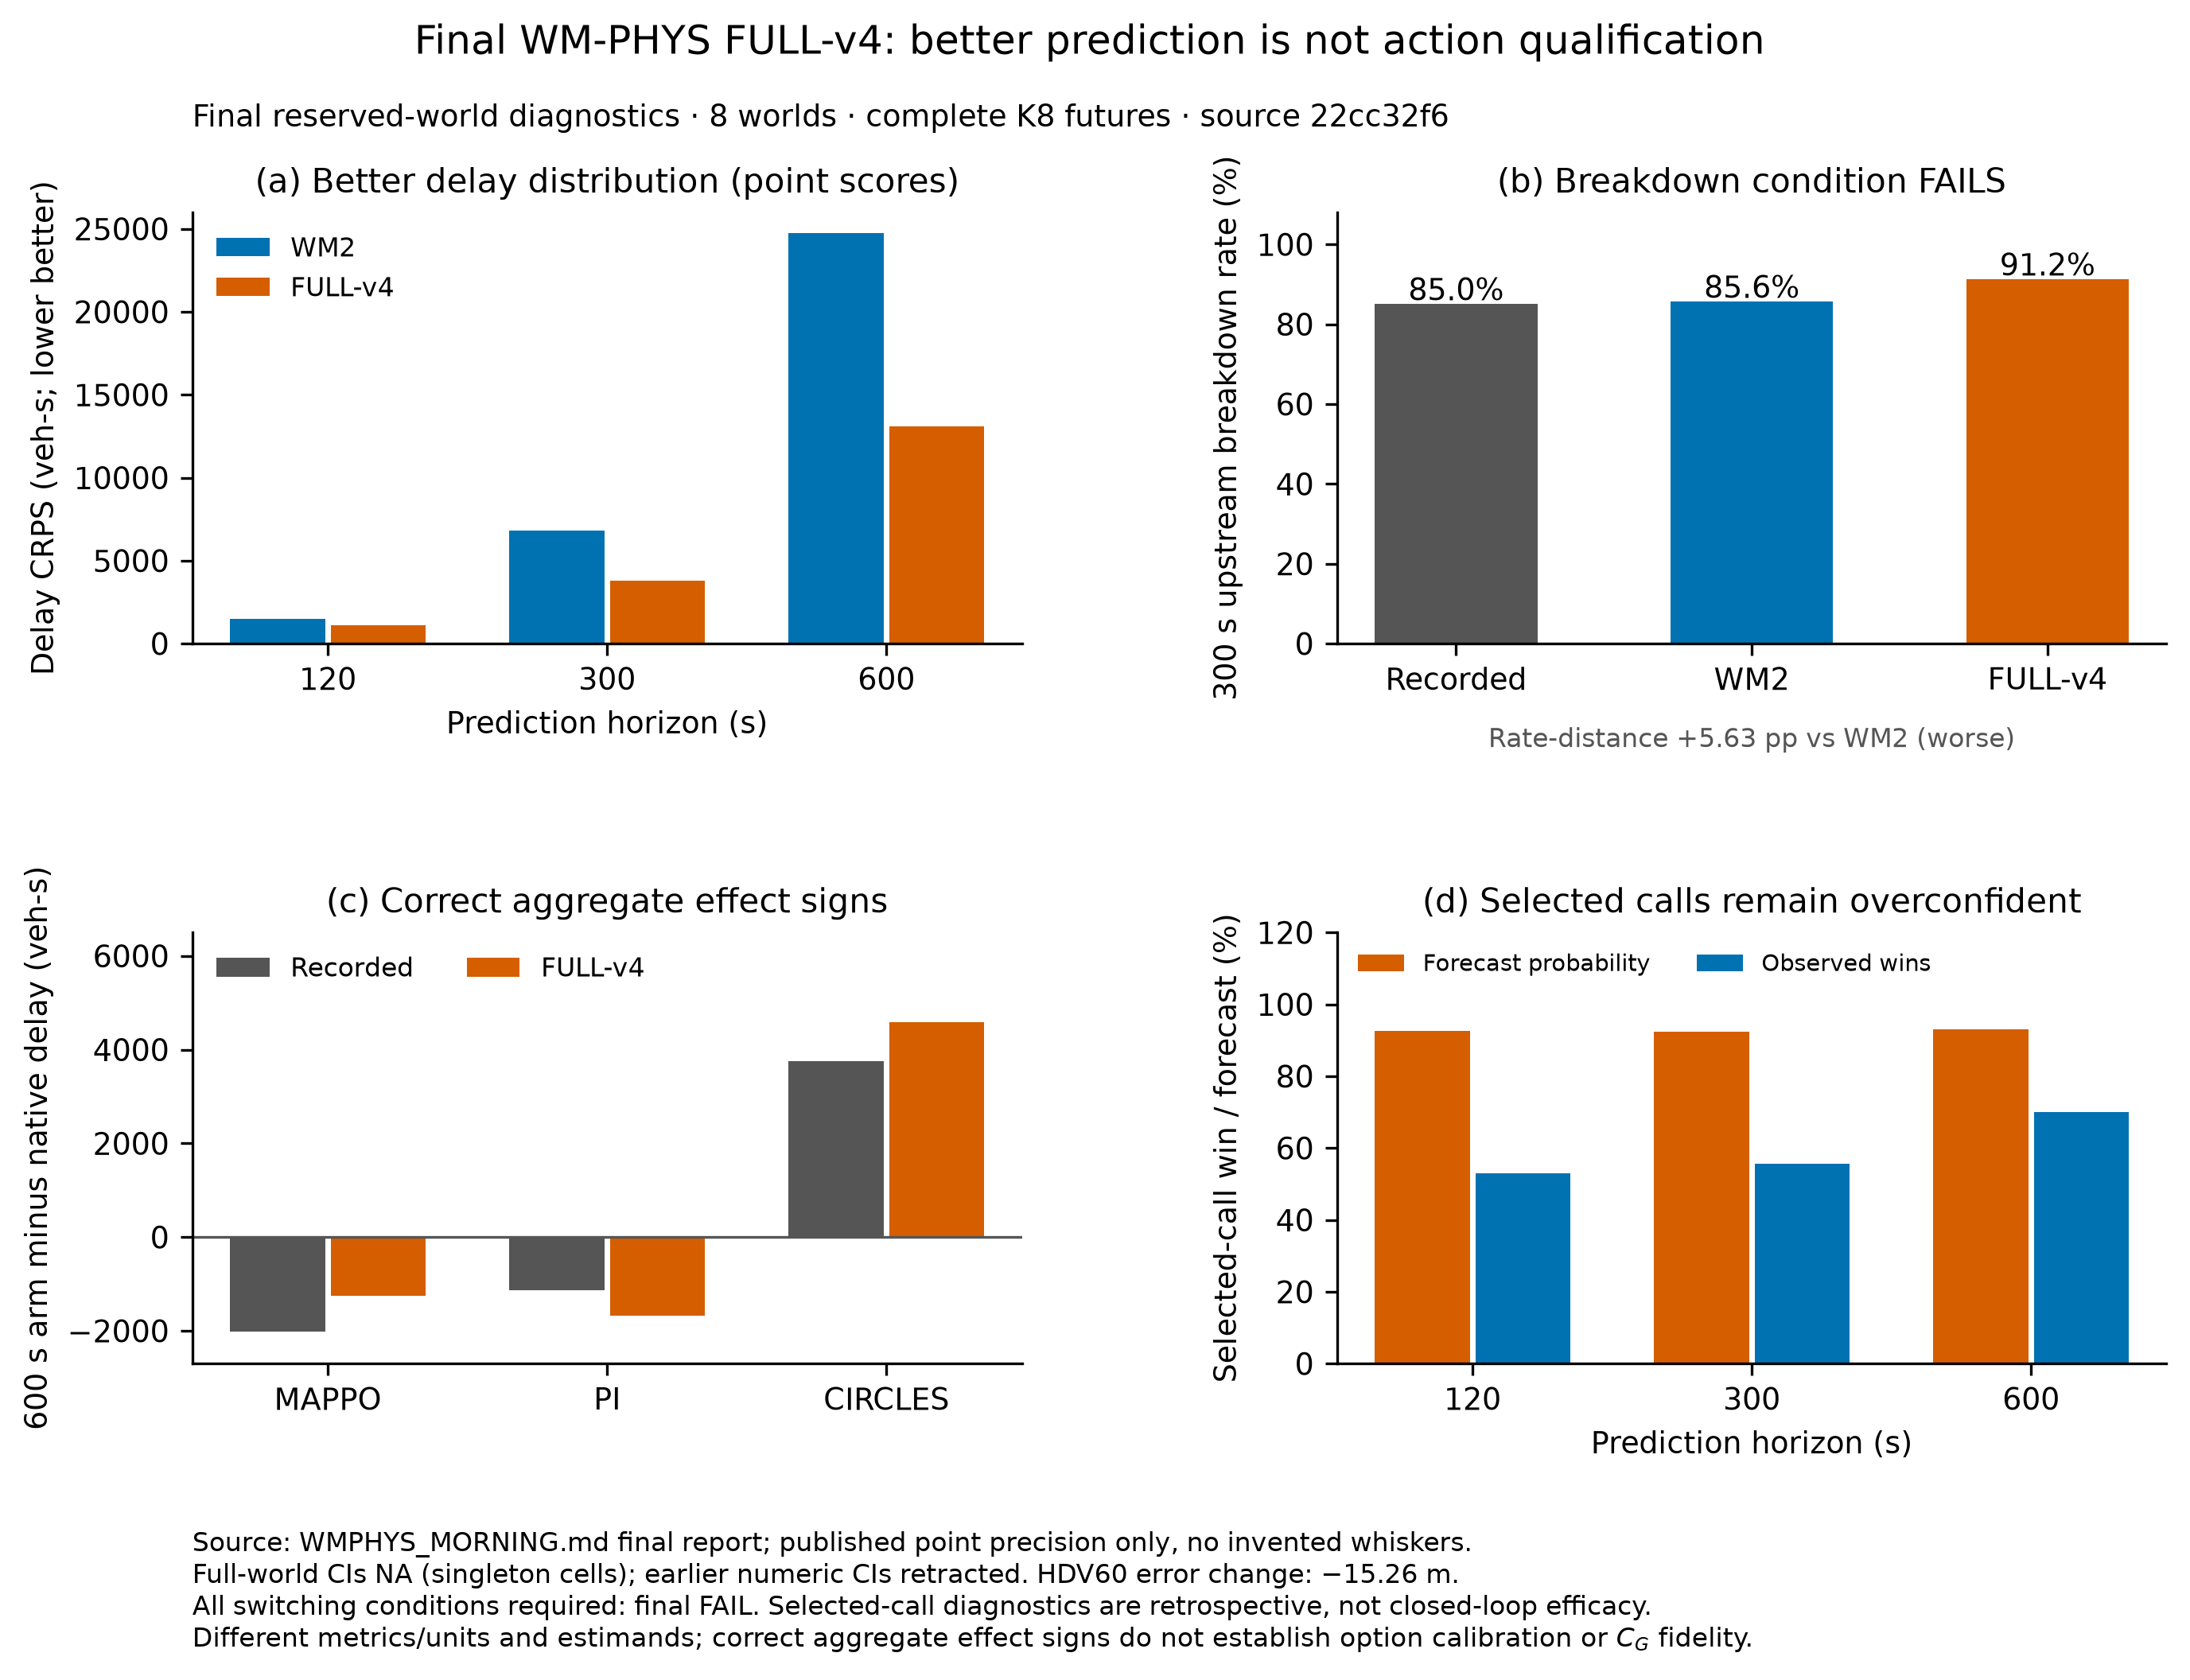 Final WM-PHYS FULL-v4: better prediction is not action qualification
Final reserved-world diagnostics · 8 worlds · complete K8 futures · source 22cc32f6
(a) Better delay distribution (point scores)
Delay CRPS (veh-s; lower better)
25000
20000
15000
10000
5000
0
WM2
FULL-v4
120
300
600
Prediction horizon (s)
(b) Breakdown condition FAILS
300 s upstream breakdown rate (%)
100
80
60
40
20
0
85.0%
85.6%
91.2%
Recorded
WM2
FULL-v4
Rate-distance +5.63 pp vs WM2 (worse)
(c) Correct aggregate effect signs
600 s arm minus native delay (veh-s)
6000
4000
2000
0
−2000
Recorded
FULL-v4
MAPPO
PI
CIRCLES
(d) Selected calls remain overconfident
Selected-call win / forecast (%)
120
100
80
60
40
20
0
Forecast probability
Observed wins
120
300
600
Prediction horizon (s)
Source: WMPHYS_MORNING.md final report; published point precision only, no invented whiskers.
Full-world CIs NA (singleton cells); earlier numeric CIs retracted. HDV60 error change: −15.26 m.
All switching conditions required: final FAIL. Selected-call diagnostics are retrospective, not closed-loop efficacy.
Different metrics/units and estimands; correct aggregate effect signs do not establish option calibration or C_G fidelity.